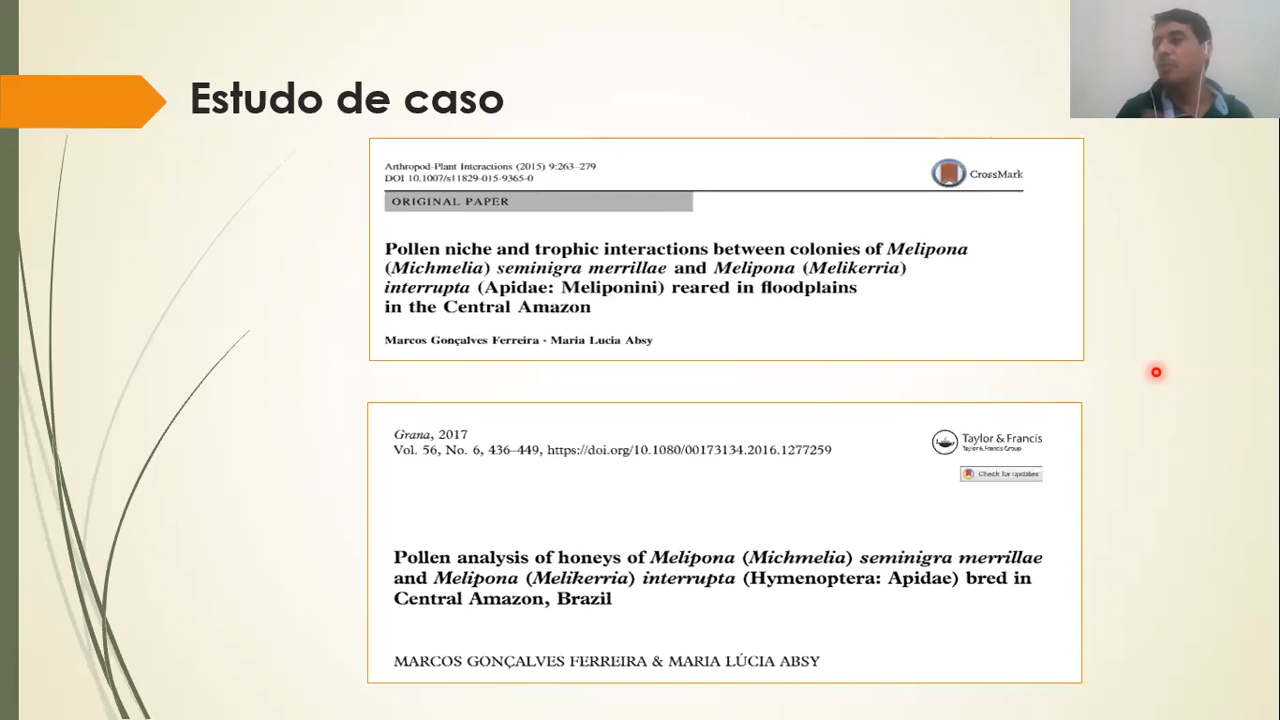 Estudo de caso
Arthropod-Plant Interactions (2015) 9:263–279
DOI 10.1007/s11829-015-9365-0
CrossMark
ORIGINAL PAPER
Pollen niche and trophic interactions between colonies of Melipona
(Michmelia) seminigra merrillae and Melipona (Melikerria)
interrupta (Apidae: Meliponini) reared in floodplains
in the Central Amazon
Marcos Gonçalves Ferreira · Maria Lucia Absy
Grana, 2017
Vol. 56, No. 6, 436–449, https://doi.org/10.1080/00173134.2016.1277259
Taylor & Francis
Taylor & Francis Group
Check for updates
Pollen analysis of honeys of Melipona (Michmelia) seminigra merrillae
and Melipona (Melikerria) interrupta (Hymenoptera: Apidae) bred in
Central Amazon, Brazil
MARCOS GONÇALVES FERREIRA & MARIA LÚCIA ABSY